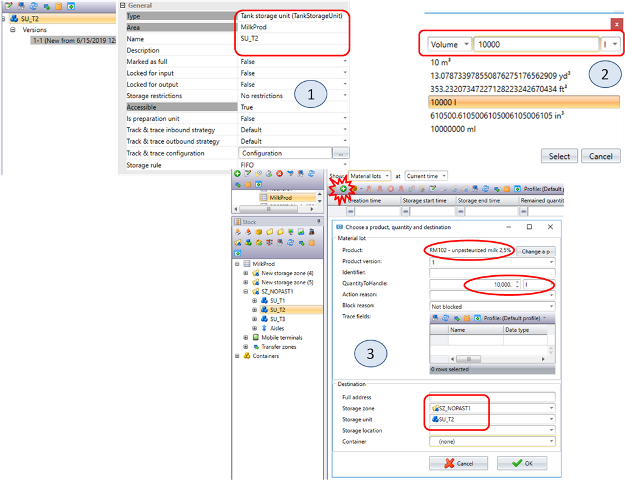 SU_T2
Versions
1-1 (New from 6/15/2019 12:
General
Type Tank storage unit (TankStorageUnit)
Area MilkProd
Name SU_T2
Description
Marked as full False
Locked for input False
Locked for output False
Storage restrictions No restrictions
Accessible True
Is preparation unit False
Track & trace inbound strategy Default
Track & trace outbound strategy Default
Track & trace configuration Configuration ...
Storage rule FIFO
1
x
Volume 10000 l
2
10 m³
13.0787339785508762751765629 09 yd³
353.232073472271288223242670434 ft³
10000 l
610500.6105006105006105006105 in³
10000000 ml
Select Cancel
MilkProd
Stock
MilkProd
New storage zone (4)
New storage zone (5)
SZ_NOPAST1
SU_T1
SU_T2
SU_T3
Aisles
Mobile terminals
Transfer zones
Containers
Show Material lots at Current time
Profile: (Default
Creation time Storage start time Storage end time Remained quantit
Choose a product, quantity and destination
Material lot
Product: RM102 - unpasteurized milk 2,5% Change a p
Product version: 1
Identifier:
QuantityToHandle: 10,000. l
Action reason:
Block reason: Not blocked
Trace fields:
Profile: (Default profile)
Name Data type
0 rows selected
3
Destination
Full address
Storage zone SZ_NOPAST1
Storage unit SU_T2
Storage location
Container (none)
Cancel OK